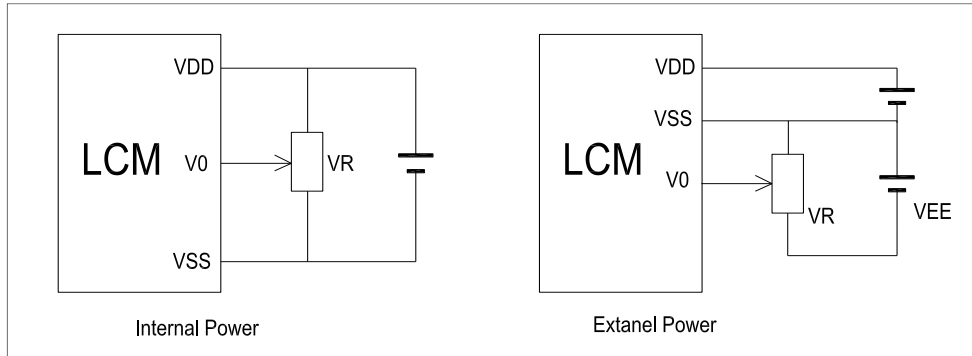 VDD
LCM
V0
VR
VSS
Internal Power
VDD
VSS
LCM
V0
VR
VEE
Extanel Power